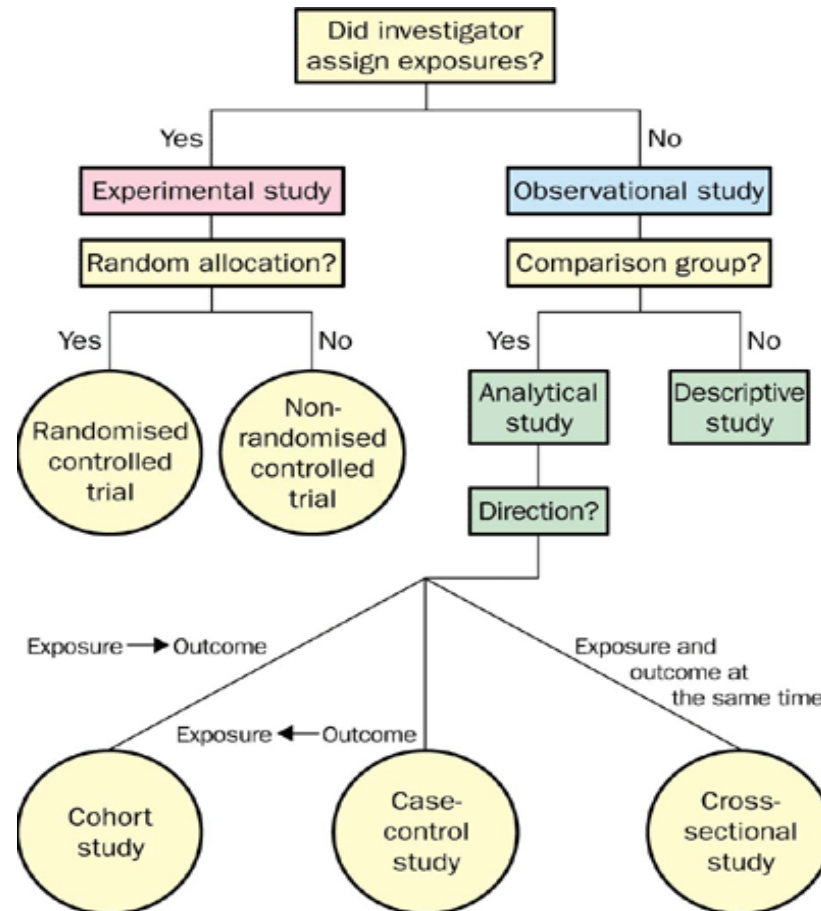 Did investigator
assign exposures?
Yes
No
Experimental study
Observational study
Random allocation?
Comparison group?
Yes
No
Yes
No
Randomised
controlled
trial
Non-
randomised
controlled
trial
Analytical
study
Descriptive
study
Direction?
Exposure → Outcome
Exposure ← Outcome
Exposure and
outcome at
the same time
Cohort
study
Case-
control
study
Cross-
sectional
study